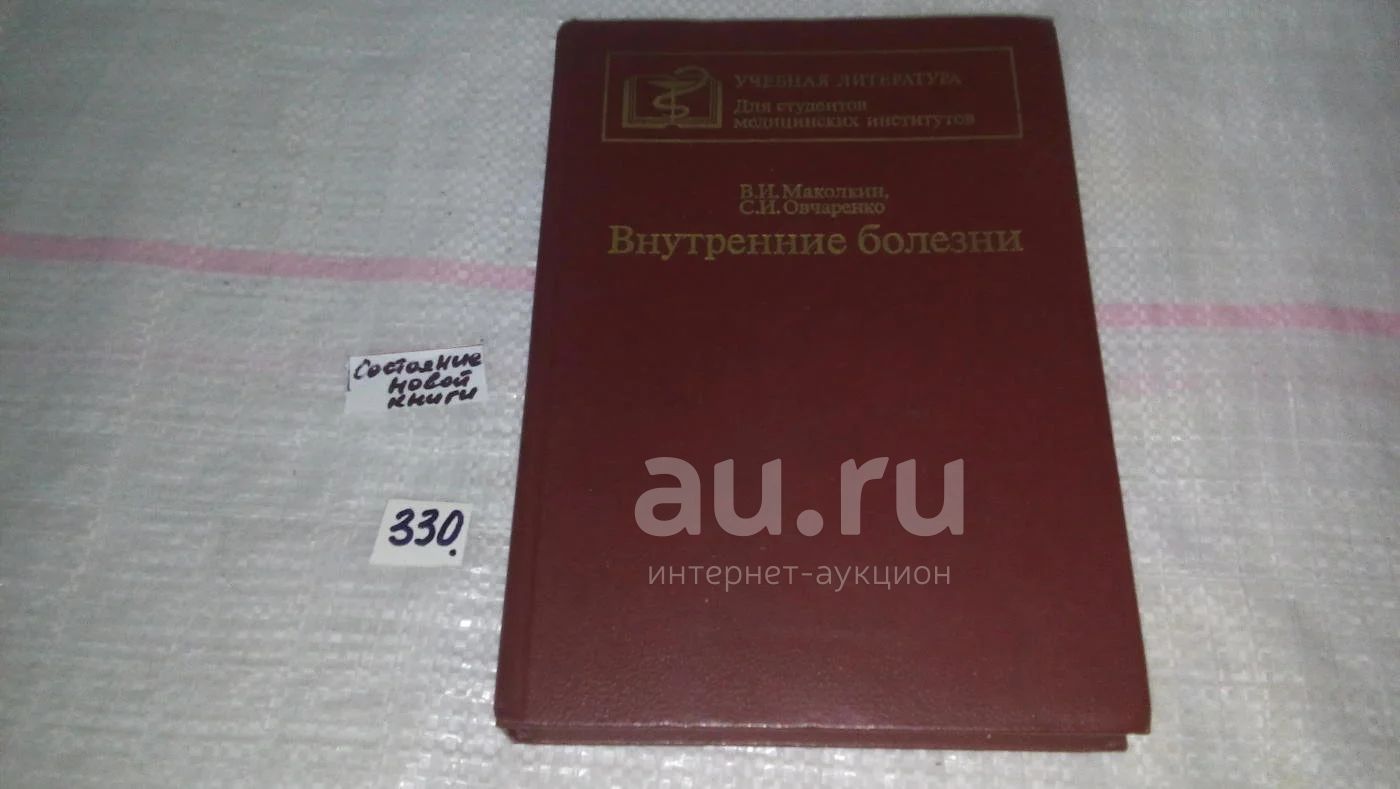 УЧЕБНАЯ ЛИТЕРАТУРА
Для студентов
медицинских институтов
В.И. Маколкин,
С.И. Овчаренко
Внутренние болезни
Состояние
новой
книги
330.
au.ru
интернет-аукцион